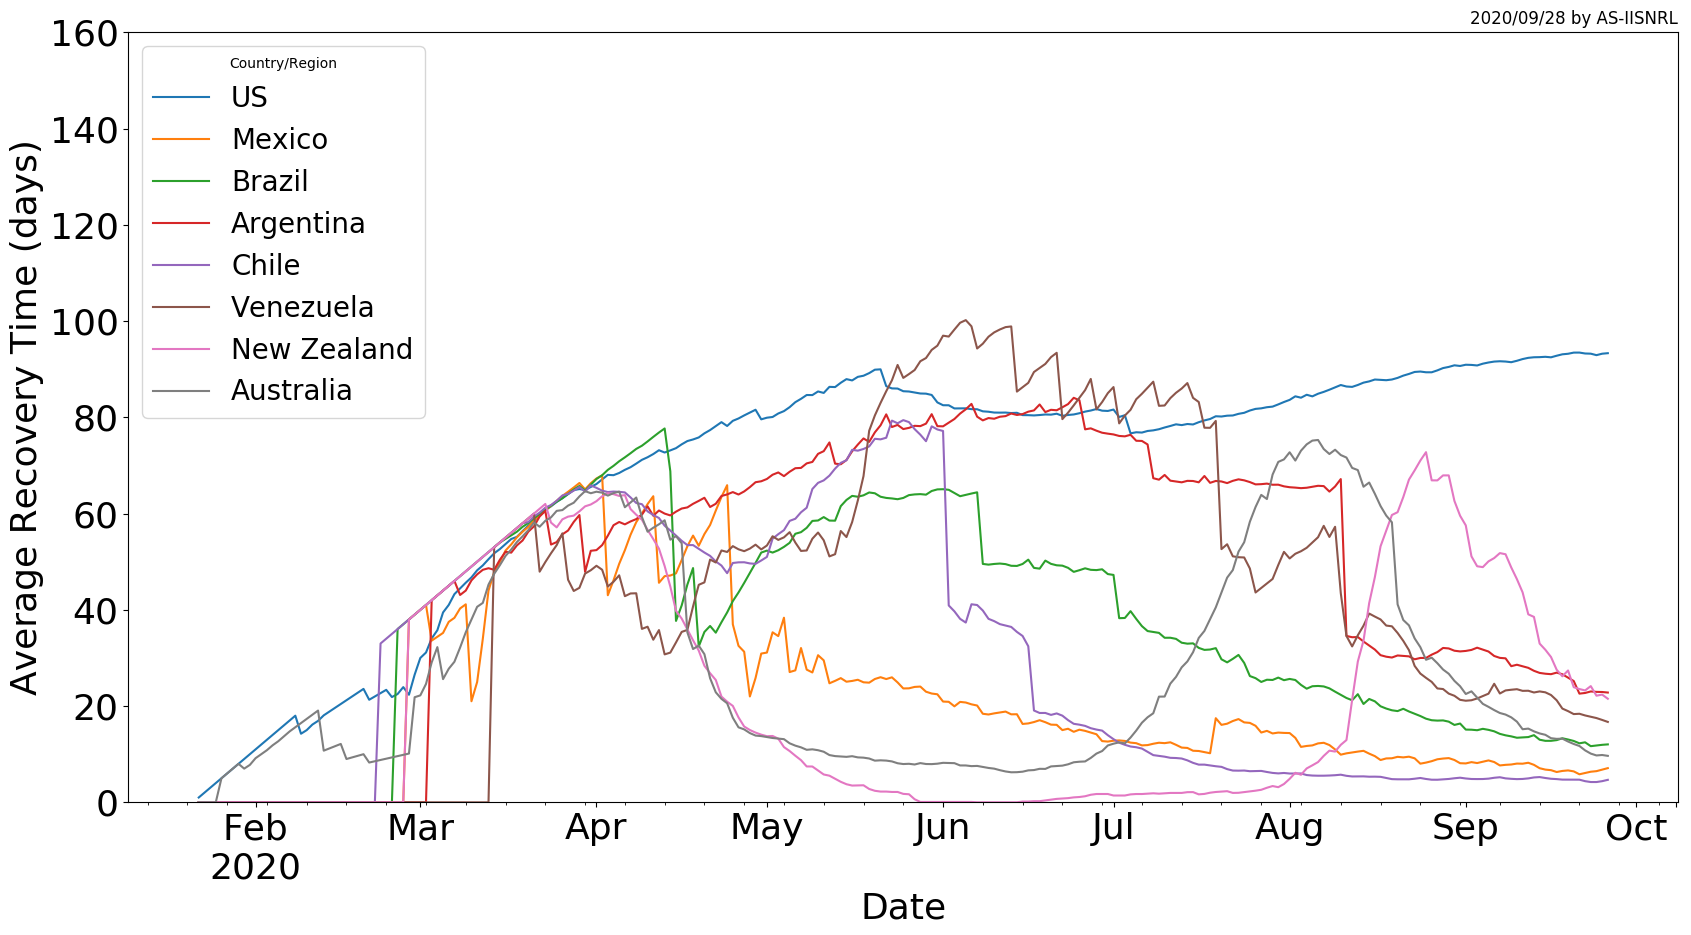 2020/09/28 by AS-IISNRL
160
140
120
100
80
60
40
20
0
Average Recovery Time (days)
Country/Region
US
Mexico
Brazil
Argentina
Chile
Venezuela
New Zealand
Australia
Feb Mar Apr May Jun Jul Aug Sep Oct
2020
Date